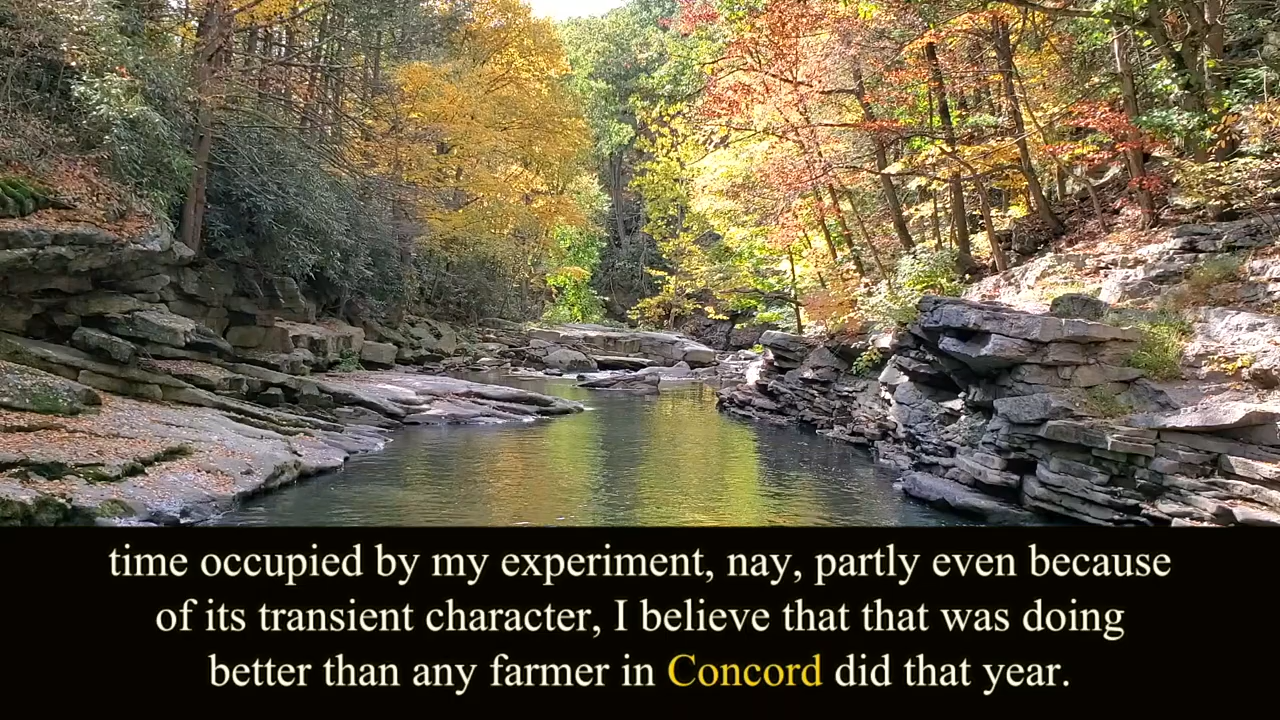 time occupied by my experiment, nay, partly even because
of its transient character, I believe that that was doing
better than any farmer in Concord did that year.